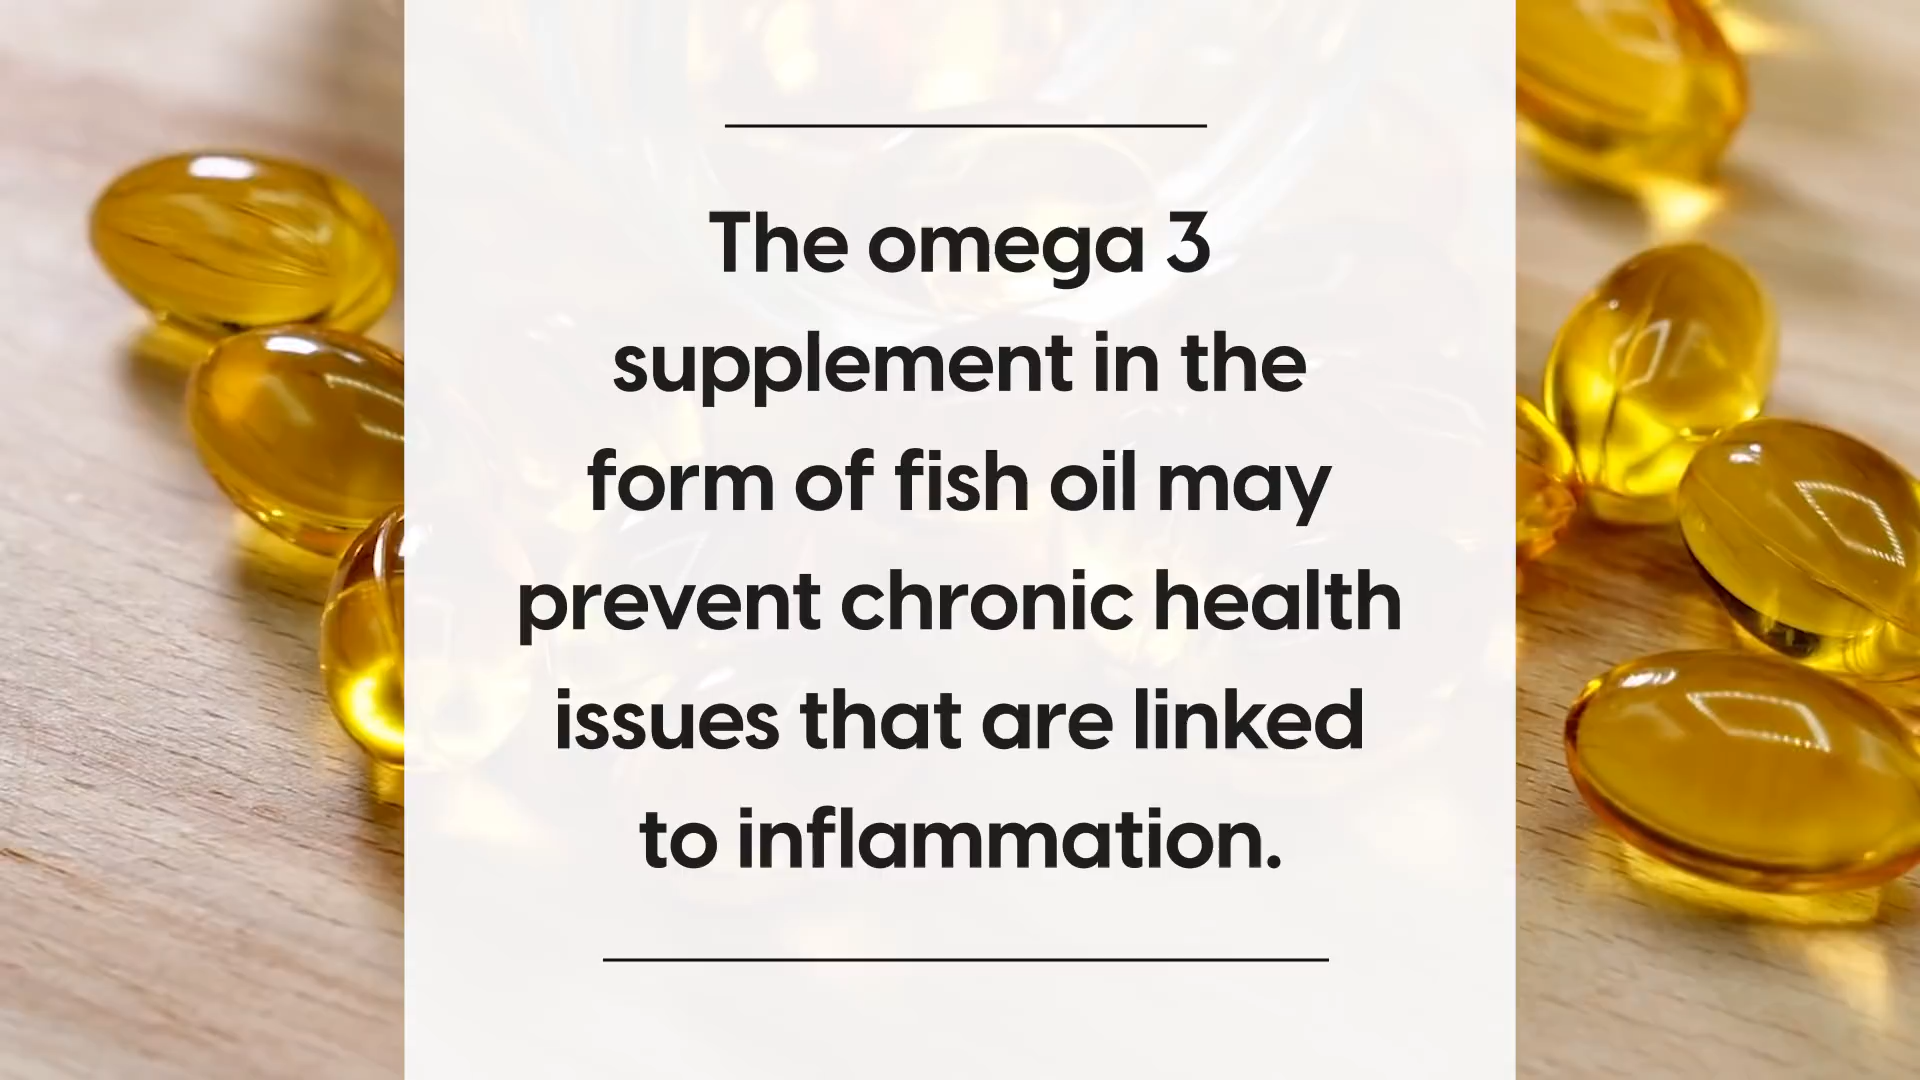 The omega 3
supplement in the
form of fish oil may
prevent chronic health
issues that are linked
to inflammation.